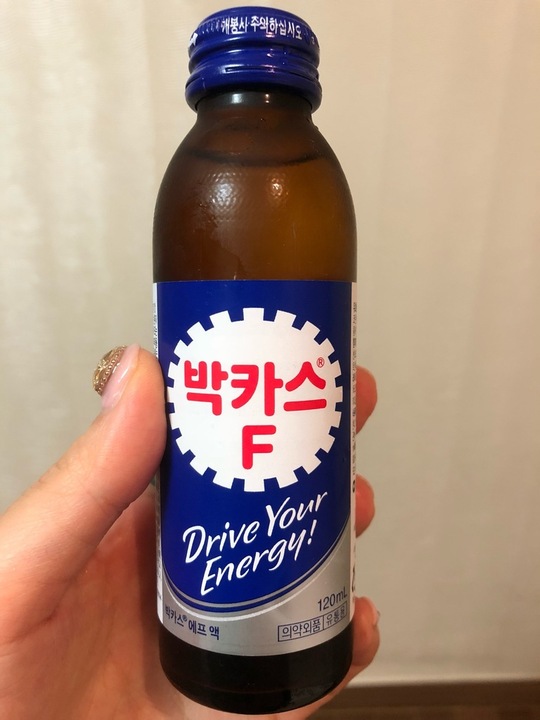 개봉시 주의하십시오
박카스®
F
Drive Your
Energy!
120mL
박카스® 에프 액
의약외품